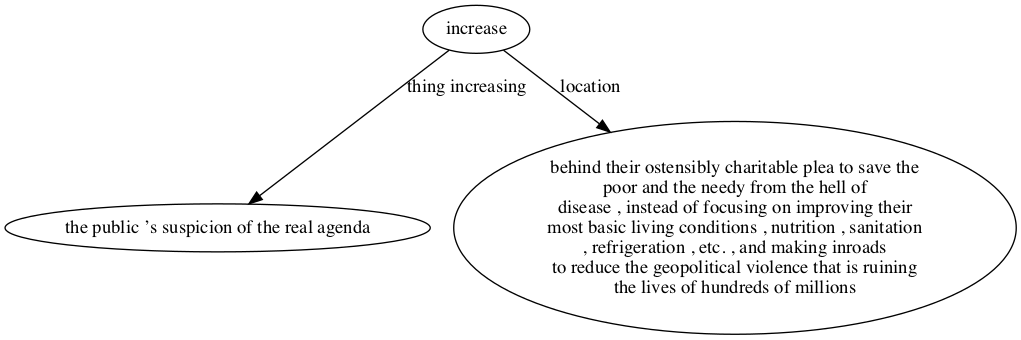 increase
thing increasing
location
behind their ostensibly charitable plea to save the
poor and the needy from the hell of
disease , instead of focusing on improving their
most basic living conditions , nutrition , sanitation
, refrigeration , etc. , and making inroads
to reduce the geopolitical violence that is ruining
the lives of hundreds of millions
the public ’s suspicion of the real agenda